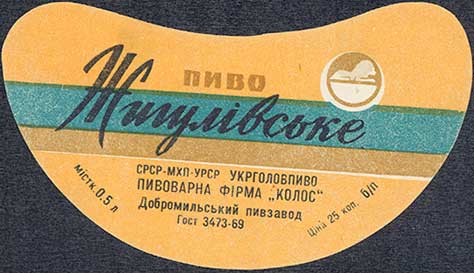 ПИВО
Жигулівське
СРСР-МХП-УРСР УКРГОЛОВПИВО
ПИВОВАРНА ФІРМА „КОЛОС"
Добромильський пивзавод
Гост 3473-69
МІСТК. 0,5 Л
Ціна 25 коп. б/п